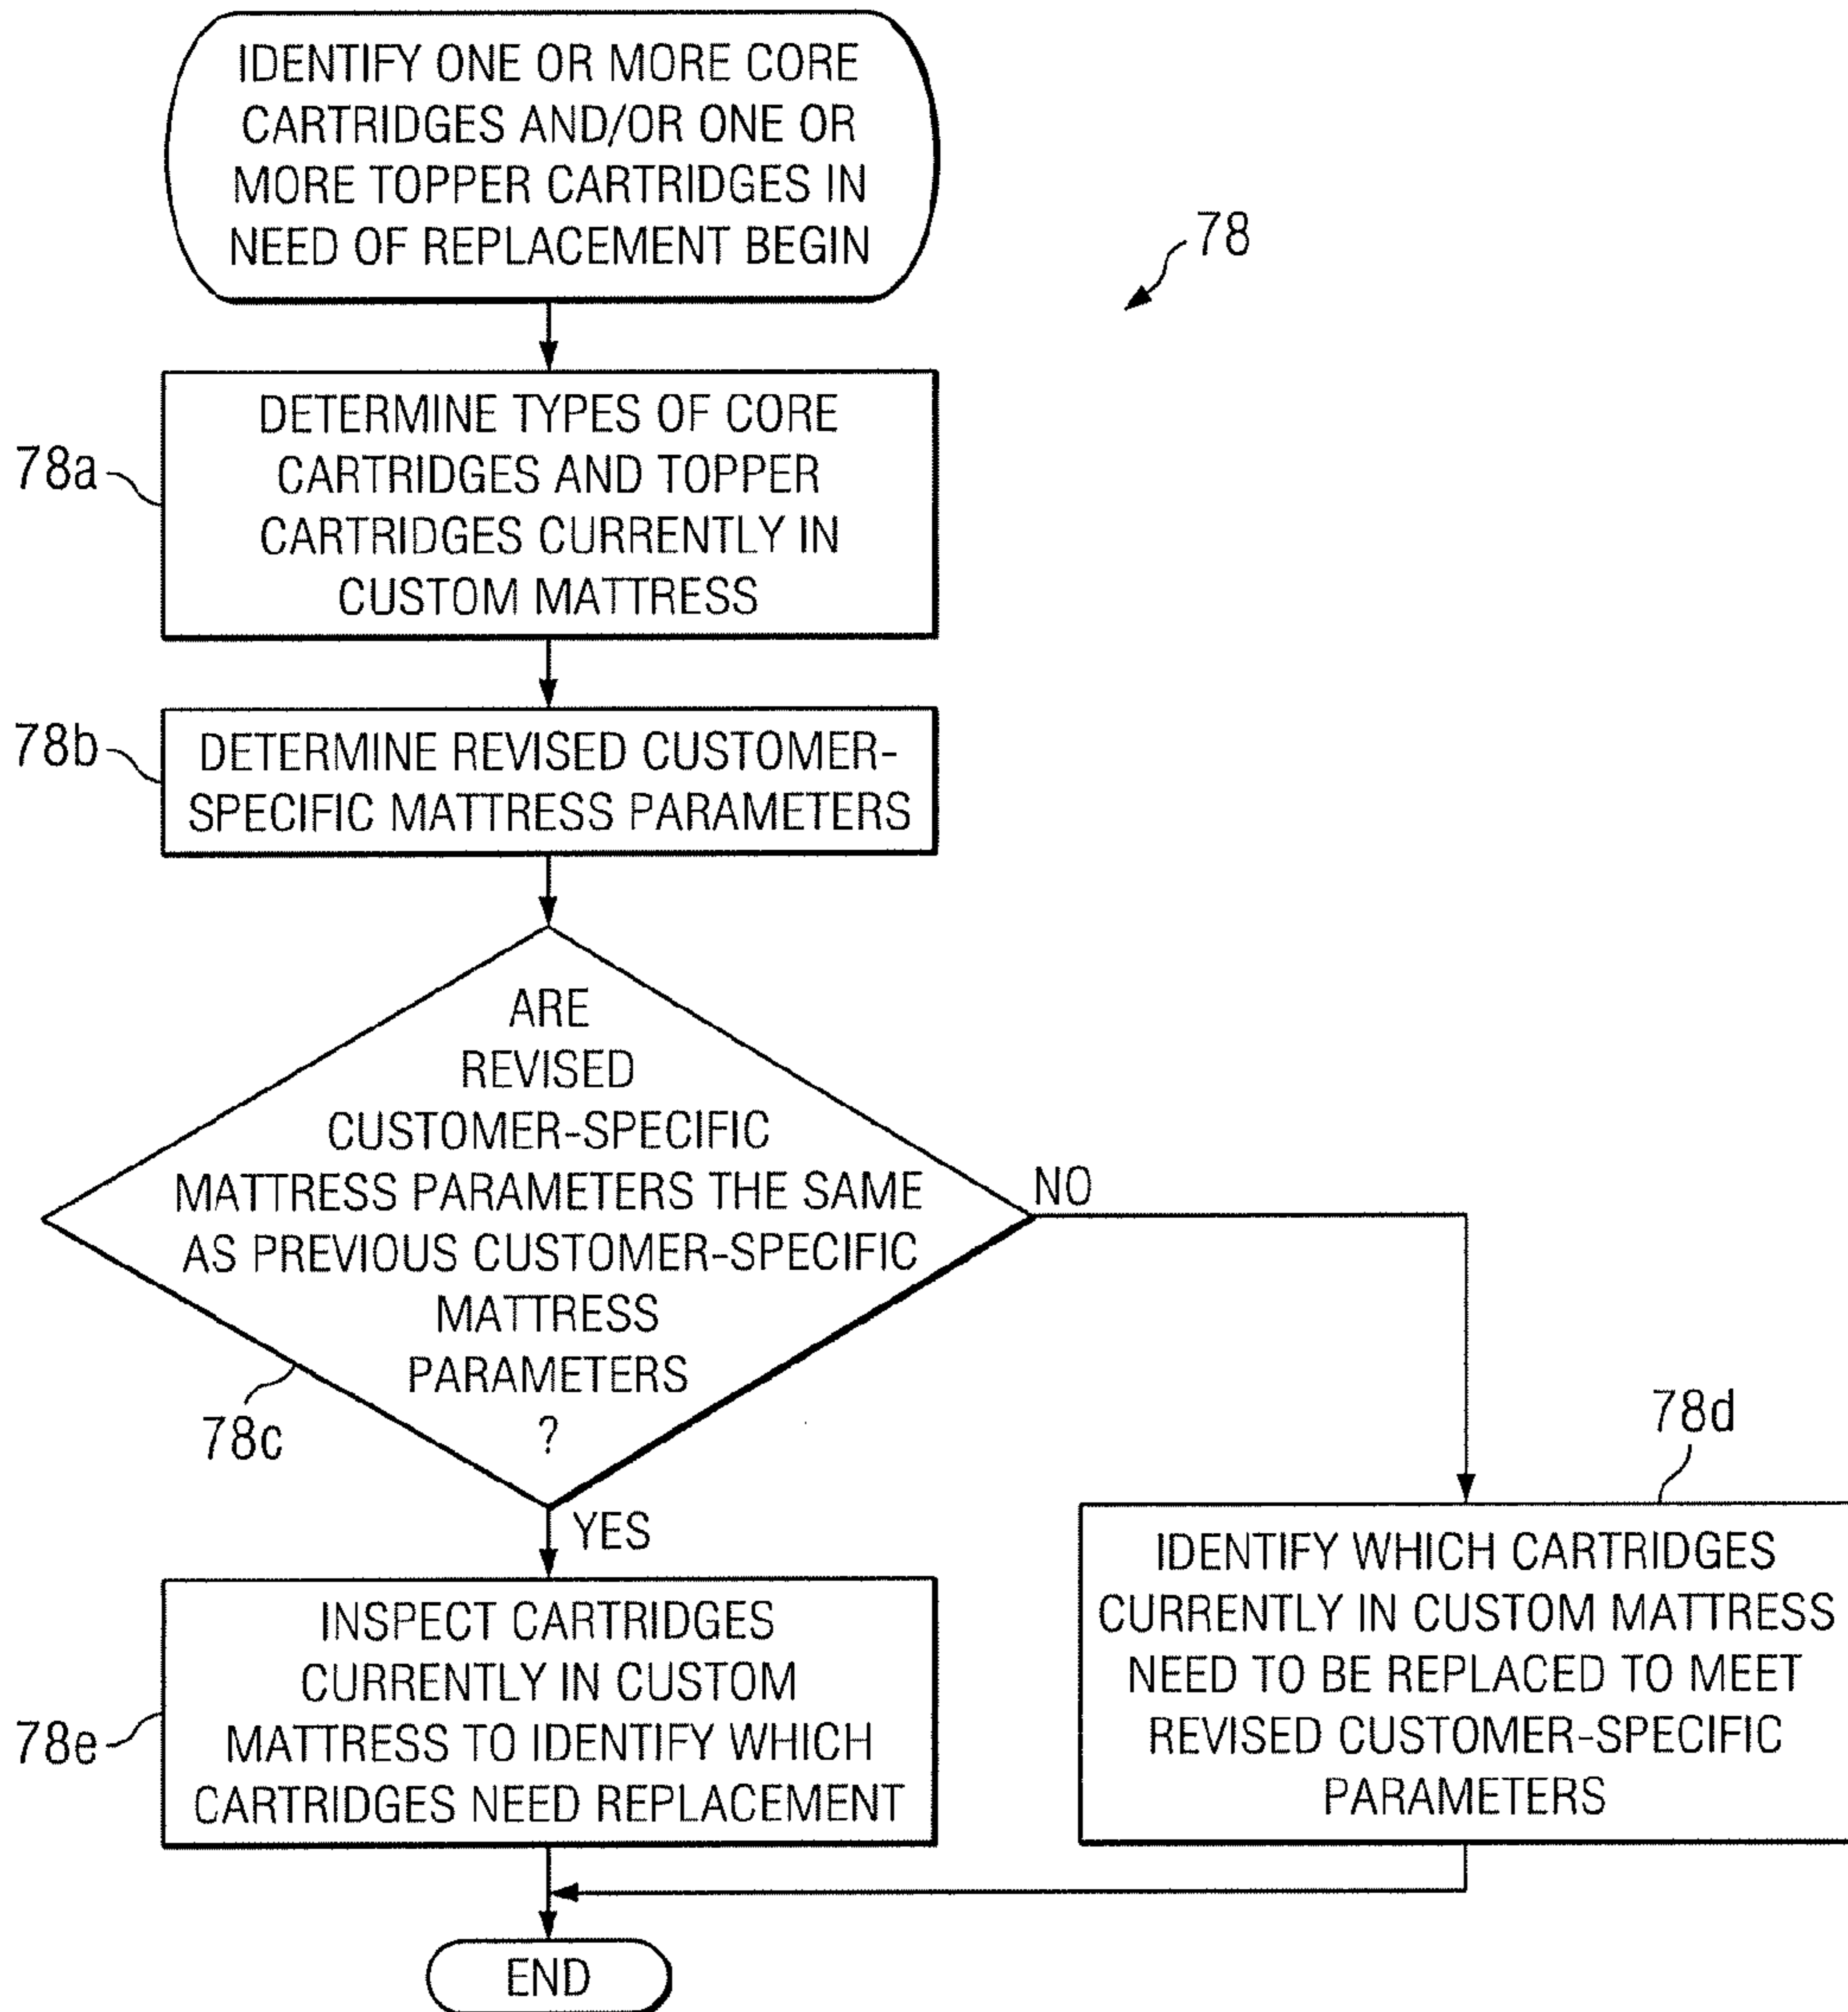 IDENTIFY ONE OR MORE CORE
CARTRIDGES AND/OR ONE OR
MORE TOPPER CARTRIDGES IN
NEED OF REPLACEMENT BEGIN
78
78a
DETERMINE TYPES OF CORE
CARTRIDGES AND TOPPER
CARTRIDGES CURRENTLY IN
CUSTOM MATTRESS
78b
DETERMINE REVISED CUSTOMER-
SPECIFIC MATTRESS PARAMETERS
ARE
REVISED
CUSTOMER-SPECIFIC
MATTRESS PARAMETERS THE SAME
AS PREVIOUS CUSTOMER-SPECIFIC
MATTRESS
PARAMETERS
?
78c
NO
YES
78d
IDENTIFY WHICH CARTRIDGES
CURRENTLY IN CUSTOM MATTRESS
NEED TO BE REPLACED TO MEET
REVISED CUSTOMER-SPECIFIC
PARAMETERS
78e
INSPECT CARTRIDGES
CURRENTLY IN CUSTOM
MATTRESS TO IDENTIFY WHICH
CARTRIDGES NEED REPLACEMENT
END